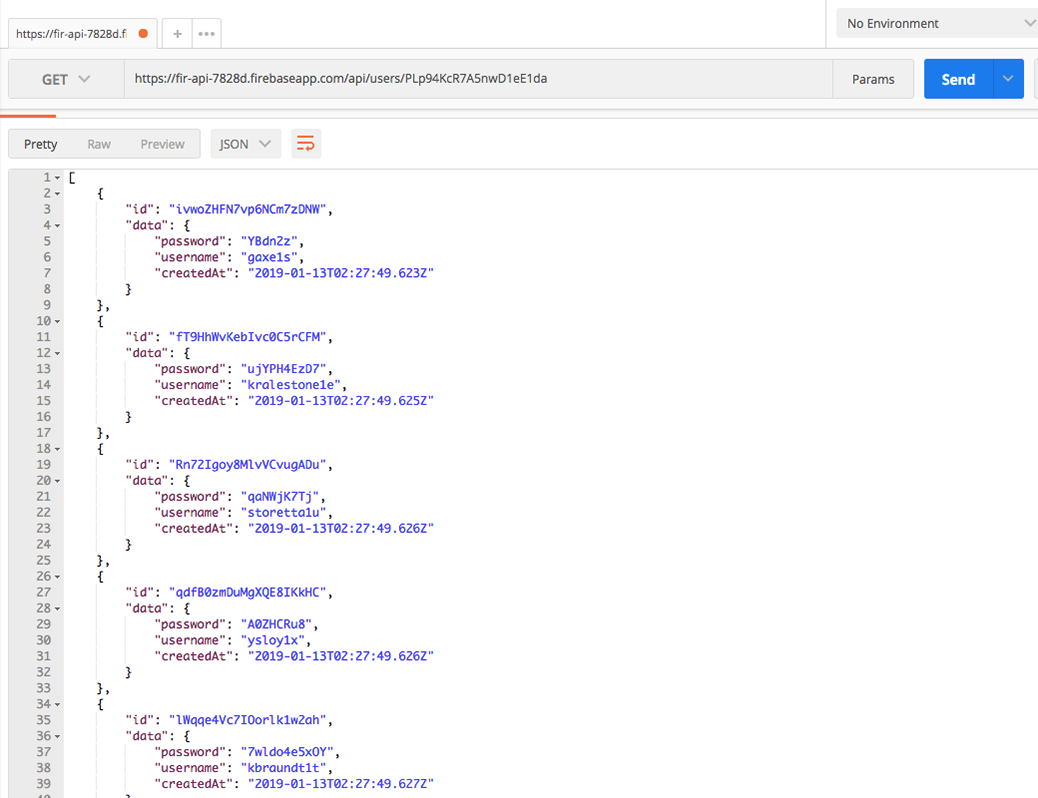 https://fir-api-7828d.fi
+
•••
No Environment
GET
https://fir-api-7828d.firebaseapp.com/api/users/PLp94KcR7A5nwD1eE1da
Params
Send
Pretty
Raw
Preview
JSON
1 [
2 {
3 "id": "ivwoZHFN7vp6NCm7zDNW",
4 "data": {
5 "password": "YBdn2z",
6 "username": "gaxe1s",
7 "createdAt": "2019-01-13T02:27:49.623Z"
8 }
9 },
10 {
11 "id": "fT9HhWvKebIvc0C5rCFM",
12 "data": {
13 "password": "ujYPH4EzD7",
14 "username": "kralestone1e",
15 "createdAt": "2019-01-13T02:27:49.625Z"
16 }
17 },
18 {
19 "id": "Rn72Igoy8MlvVCvugADu",
20 "data": {
21 "password": "qaNWjK7Tj",
22 "username": "storetta1u",
23 "createdAt": "2019-01-13T02:27:49.626Z"
24 }
25 },
26 {
27 "id": "qdfB0zmDuMgXQE8IKkHC",
28 "data": {
29 "password": "A0ZHCRu8",
30 "username": "ysloy1x",
31 "createdAt": "2019-01-13T02:27:49.626Z"
32 }
33 },
34 {
35 "id": "lWqqe4Vc7IOorlk1w2ah",
36 "data": {
37 "password": "7wldo4e5xOY",
38 "username": "kbraundt1t",
39 "createdAt": "2019-01-13T02:27:49.627Z"